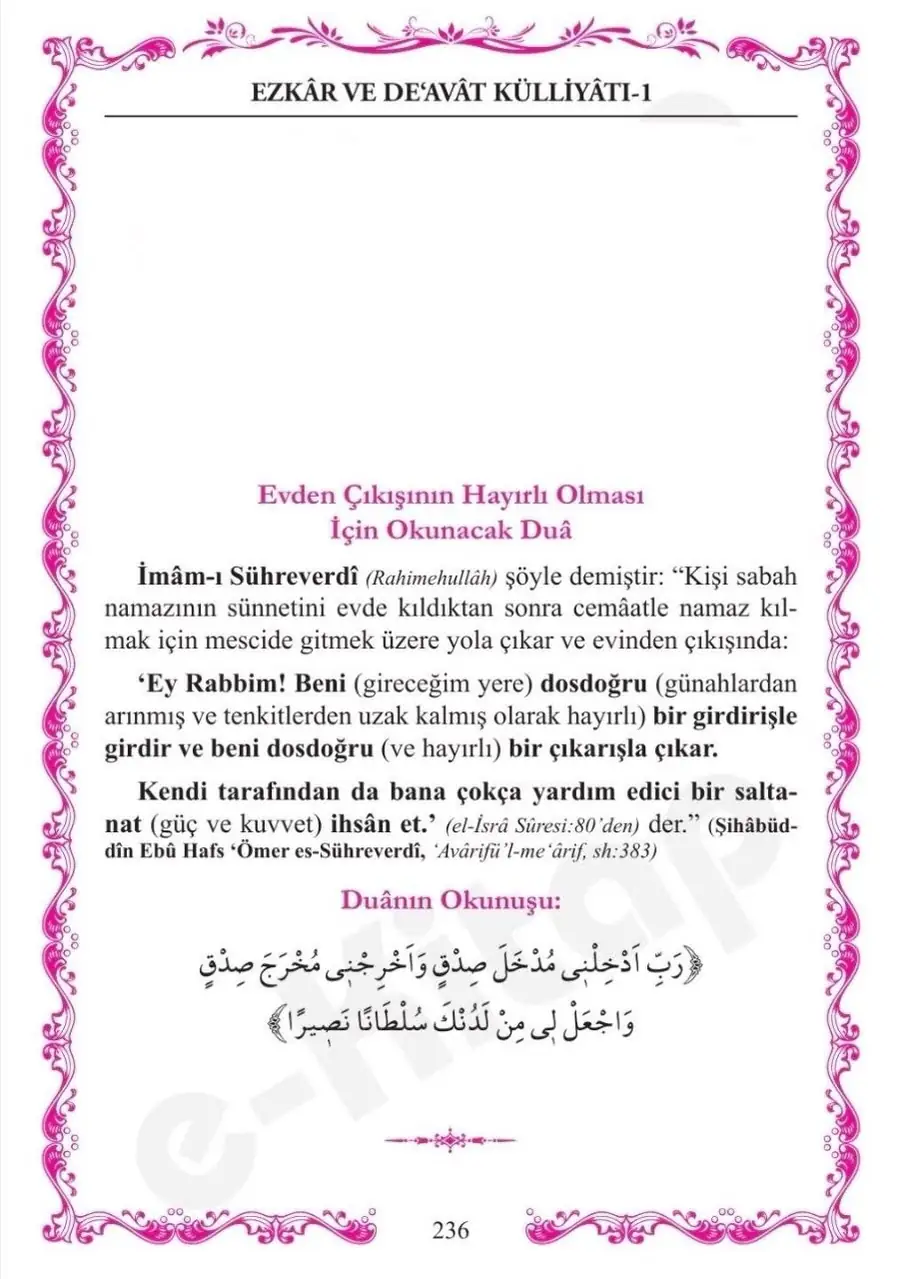 EZKÂR VE DE‘AVÂT KÜLLİYÂTI-1
Evden Çıkışının Hayırlı Olması
İçin Okunacak Duâ
İmâm-ı Sühreverdî (Rahimehullâh) şöyle demiştir: “Kişi sabah
namazının sünnetini evde kıldıktan sonra cemâatle namaz kıl-
mak için mescide gitmek üzere yola çıkar ve evinden çıkışında:
‘Ey Rabbim! Beni (gireceğim yere) dosdoğru (günahlardan
arınmış ve tenkitlerden uzak kalmış olarak hayırlı) bir girdirişle
girdir ve beni dosdoğru (ve hayırlı) bir çıkarışla çıkar.
Kendi tarafından da bana çokça yardım edici bir salta-
nat (güç ve kuvvet) ihsân et.’ (el-İsrâ Sûresi:80’den) der.” (Şihâbüd-
dîn Ebû Hafs ‘Ömer es-Sühreverdî, ‘Avârifü’l-me‘ârif, sh:383)
Duânın Okunuşu:
﴿رَبِّ اَدْخِلْن۪ى مُدْخَلَ صِدْقٍ وَاَخْرِجْن۪ى مُخْرَجَ صِدْقٍ
وَاجْعَلْ ل۪ى مِنْ لَدُنْكَ سُلْطَانًا نَص۪يرًا﴾
e-kitap
236